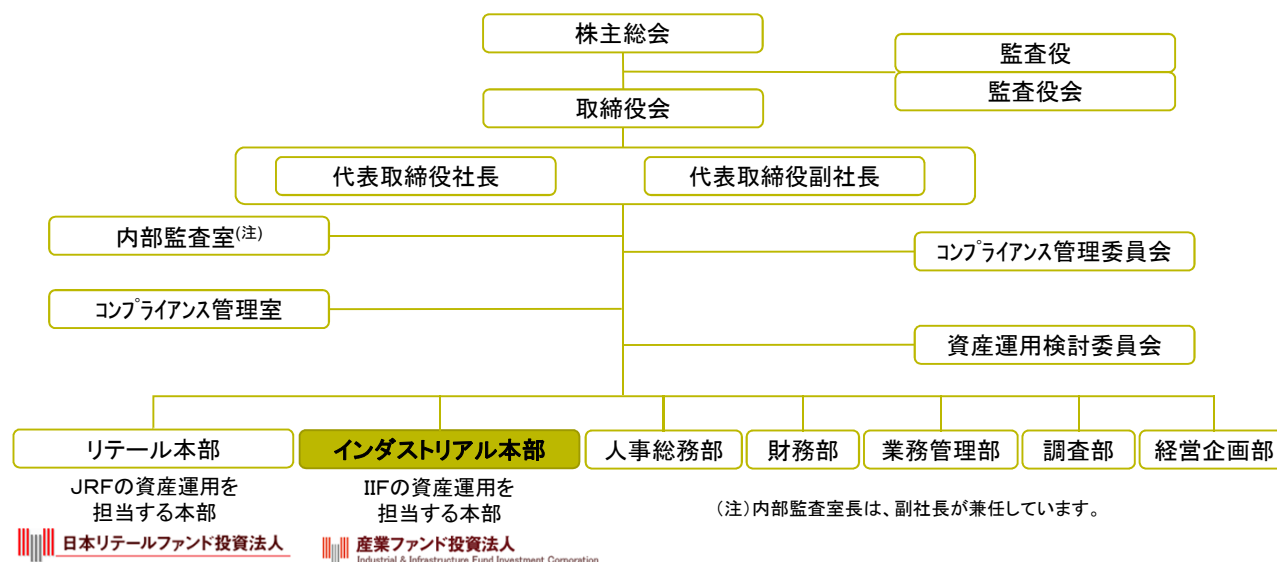 株主総会
監査役
監査役会
取締役会
代表取締役社長
代表取締役副社長
内部監査室(注)
コンプライアンス管理委員会
コンプライアンス管理室
資産運用検討委員会
リテール本部
インダストリアル本部
人事総務部
財務部
業務管理部
調査部
経営企画部
JRFの資産運用を
担当する本部
IIFの資産運用を
担当する本部
(注)内部監査室長は、副社長が兼任しています。
日本リテールファンド投資法人
産業ファンド投資法人
Industrial & Infrastructure Fund Investment Corporation